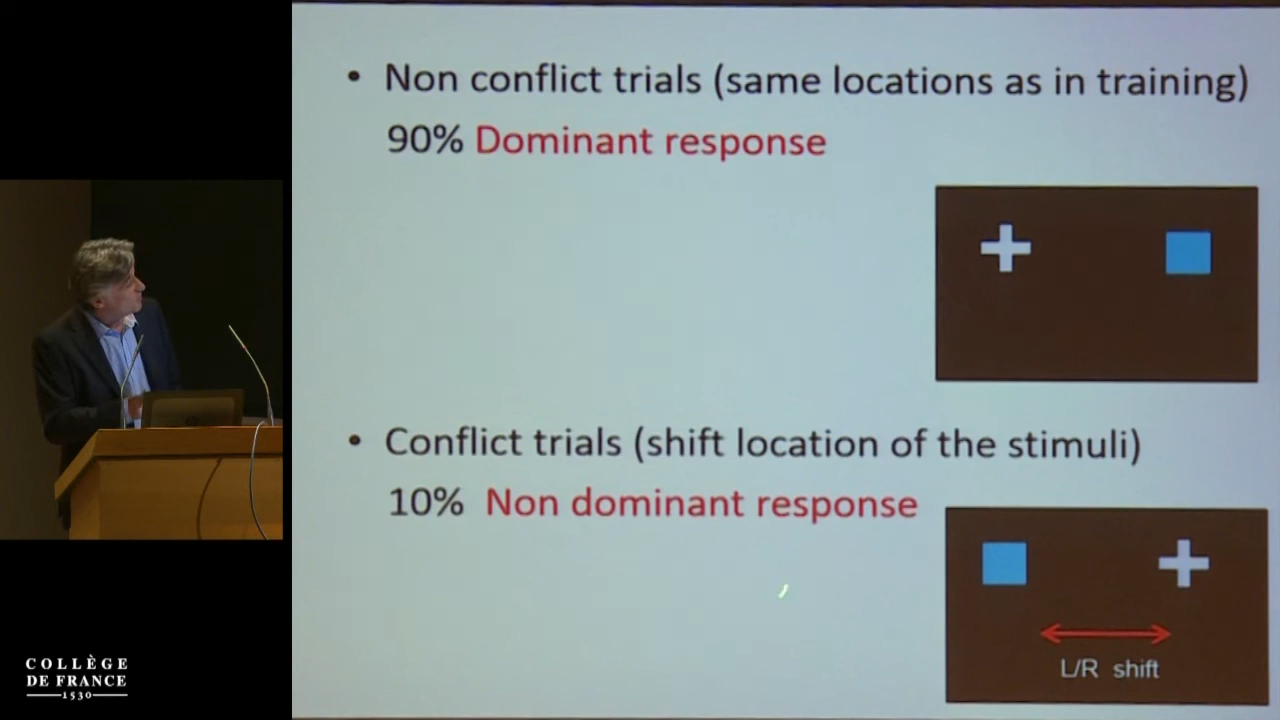 • Non conflict trials (same locations as in training)
90% Dominant response
• Conflict trials (shift location of the stimuli)
10% Non dominant response
L/R shift
COLLÈGE
DE FRANCE
1530